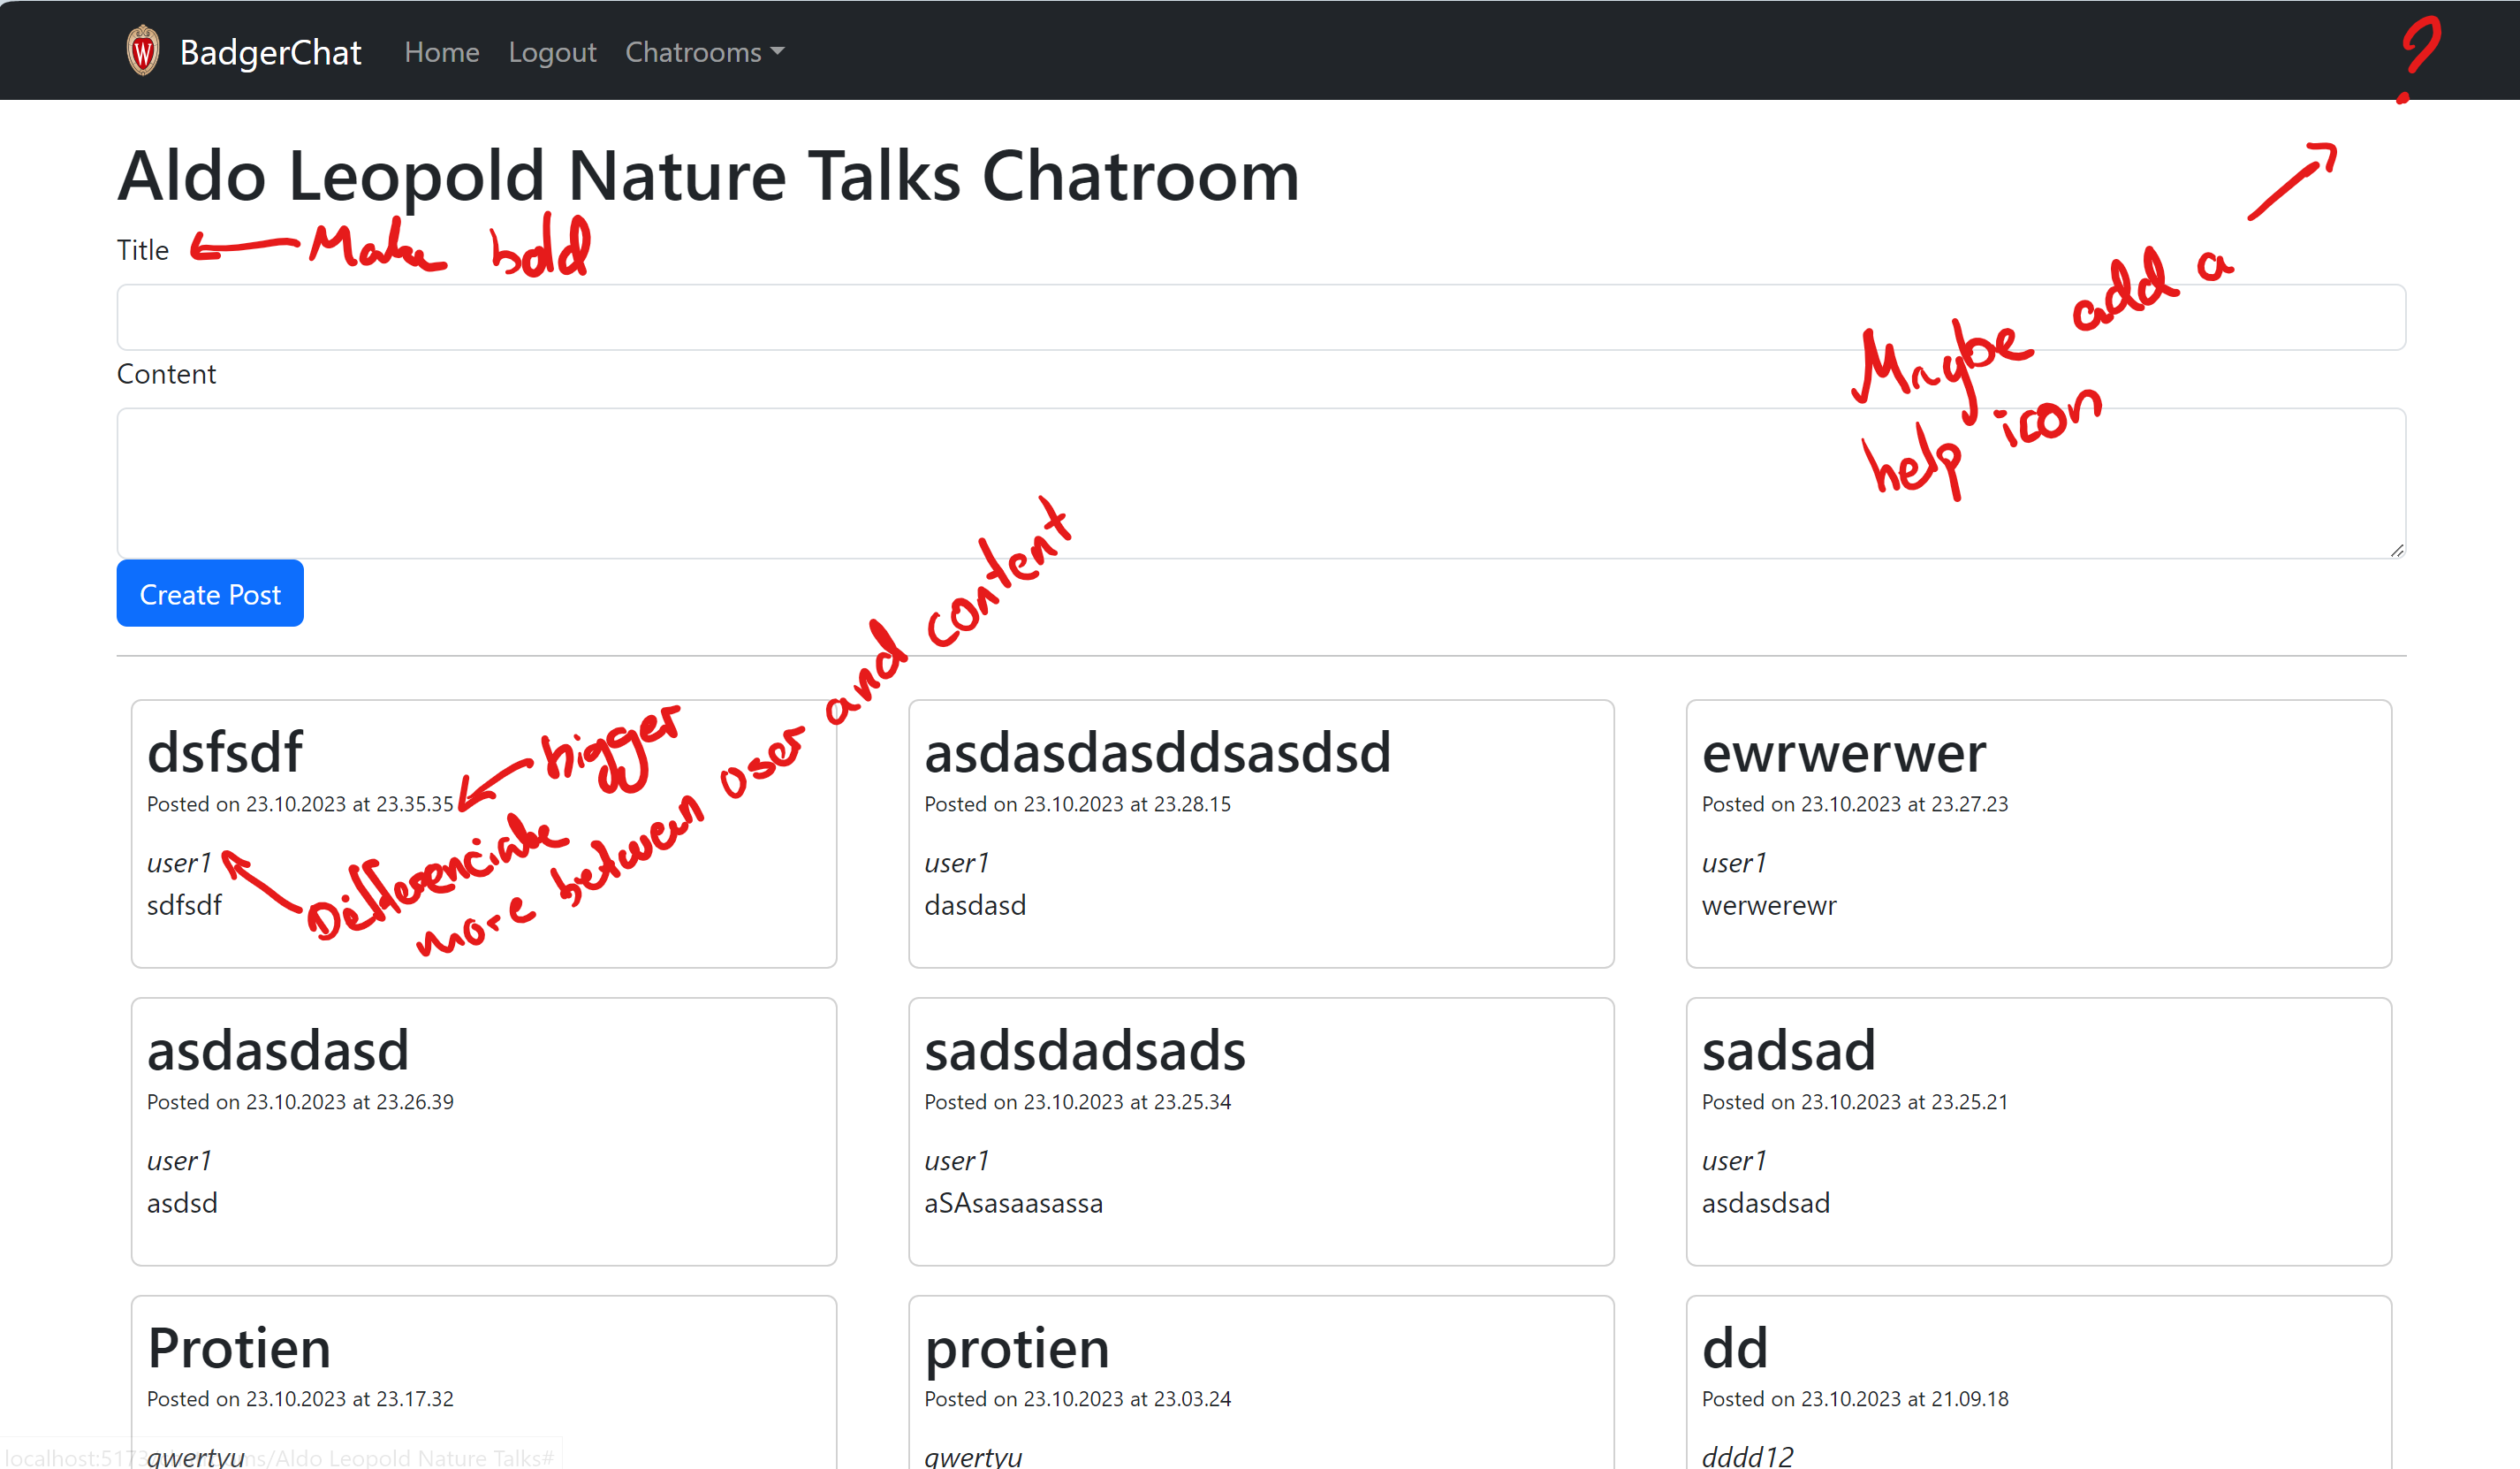 BadgerChat Home Logout Chatrooms
?
Aldo Leopold Nature Talks Chatroom
Title
Make bold
Maybe add a
help icon
Content
Create Post
dsfsdf
Posted on 23.10.2023 at 23.35.35
bigger
user1
sdfsdf
Differenciate
more between user and content
asdasdasddsasdsd
Posted on 23.10.2023 at 23.28.15
user1
dasdasd
ewrwerwer
Posted on 23.10.2023 at 23.27.23
user1
werwerewr
asdasdasd
Posted on 23.10.2023 at 23.26.39
user1
asdsd
sadsdadsads
Posted on 23.10.2023 at 23.25.34
user1
aSAsasaasassa
sadsad
Posted on 23.10.2023 at 23.25.21
user1
asdasdsad
Protien
Posted on 23.10.2023 at 23.17.32
qwertyu
protien
Posted on 23.10.2023 at 23.03.24
qwertyu
dd
Posted on 23.10.2023 at 21.09.18
dddd12
localhost:5173 ms/Aldo Leopold Nature Talks#